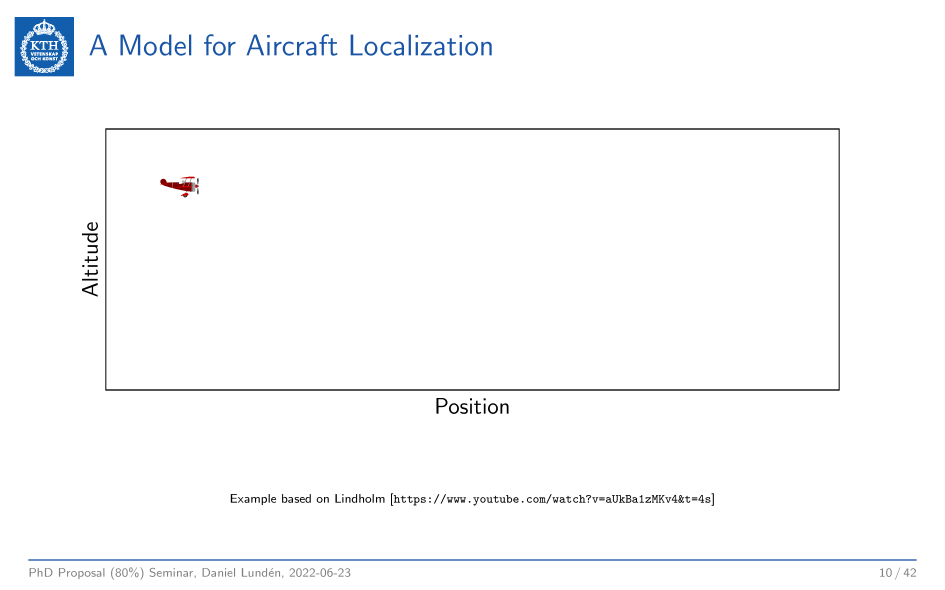 KTH
VETENSKAP
OCH KONST
A Model for Aircraft Localization
Altitude
Position
Example based on Lindholm [https://www.youtube.com/watch?v=aUkBa1zMKv4&t=4s]
PhD Proposal (80%) Seminar, Daniel Lundén, 2022-06-23
10 / 42